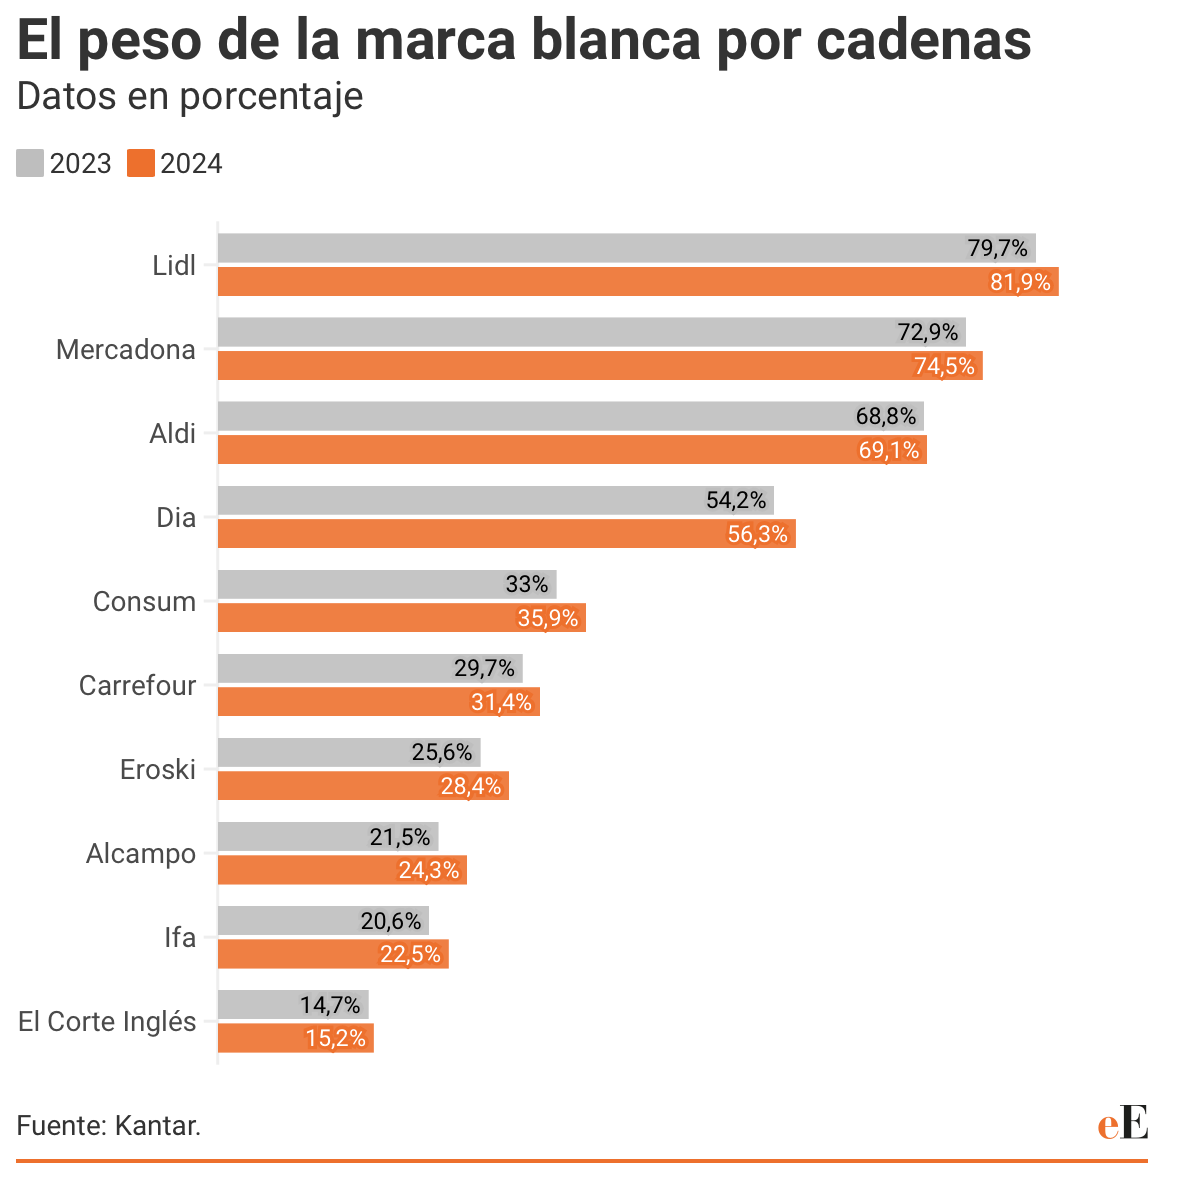 El peso de la marca blanca por cadenas
Datos en porcentaje
2023 2024
Lidl
79,7%
81,9%
Mercadona
72,9%
74,5%
Aldi
68,8%
69,1%
Dia
54,2%
56,3%
Consum
33%
35,9%
Carrefour
29,7%
31,4%
Eroski
25,6%
28,4%
Alcampo
21,5%
24,3%
Ifa
20,6%
22,5%
El Corte Inglés
14,7%
15,2%
Fuente: Kantar.
eE